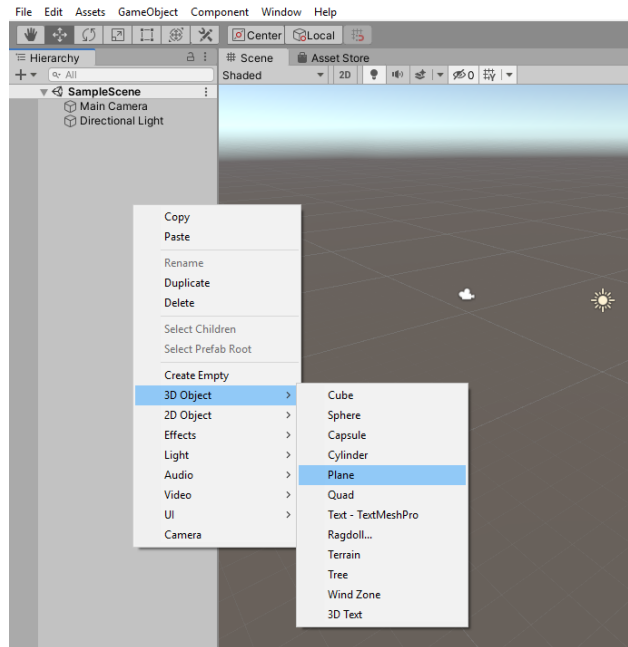 File Edit Assets GameObject Component Window Help
Center Local
Hierarchy
Scene Asset Store
All
Shaded 2D 0
SampleScene
Main Camera
Directional Light
Copy
Paste
Rename
Duplicate
Delete
Select Children
Select Prefab Root
Create Empty
3D Object
2D Object
Effects
Light
Audio
Video
UI
Camera
Cube
Sphere
Capsule
Cylinder
Plane
Quad
Text - TextMeshPro
Ragdoll...
Terrain
Tree
Wind Zone
3D Text